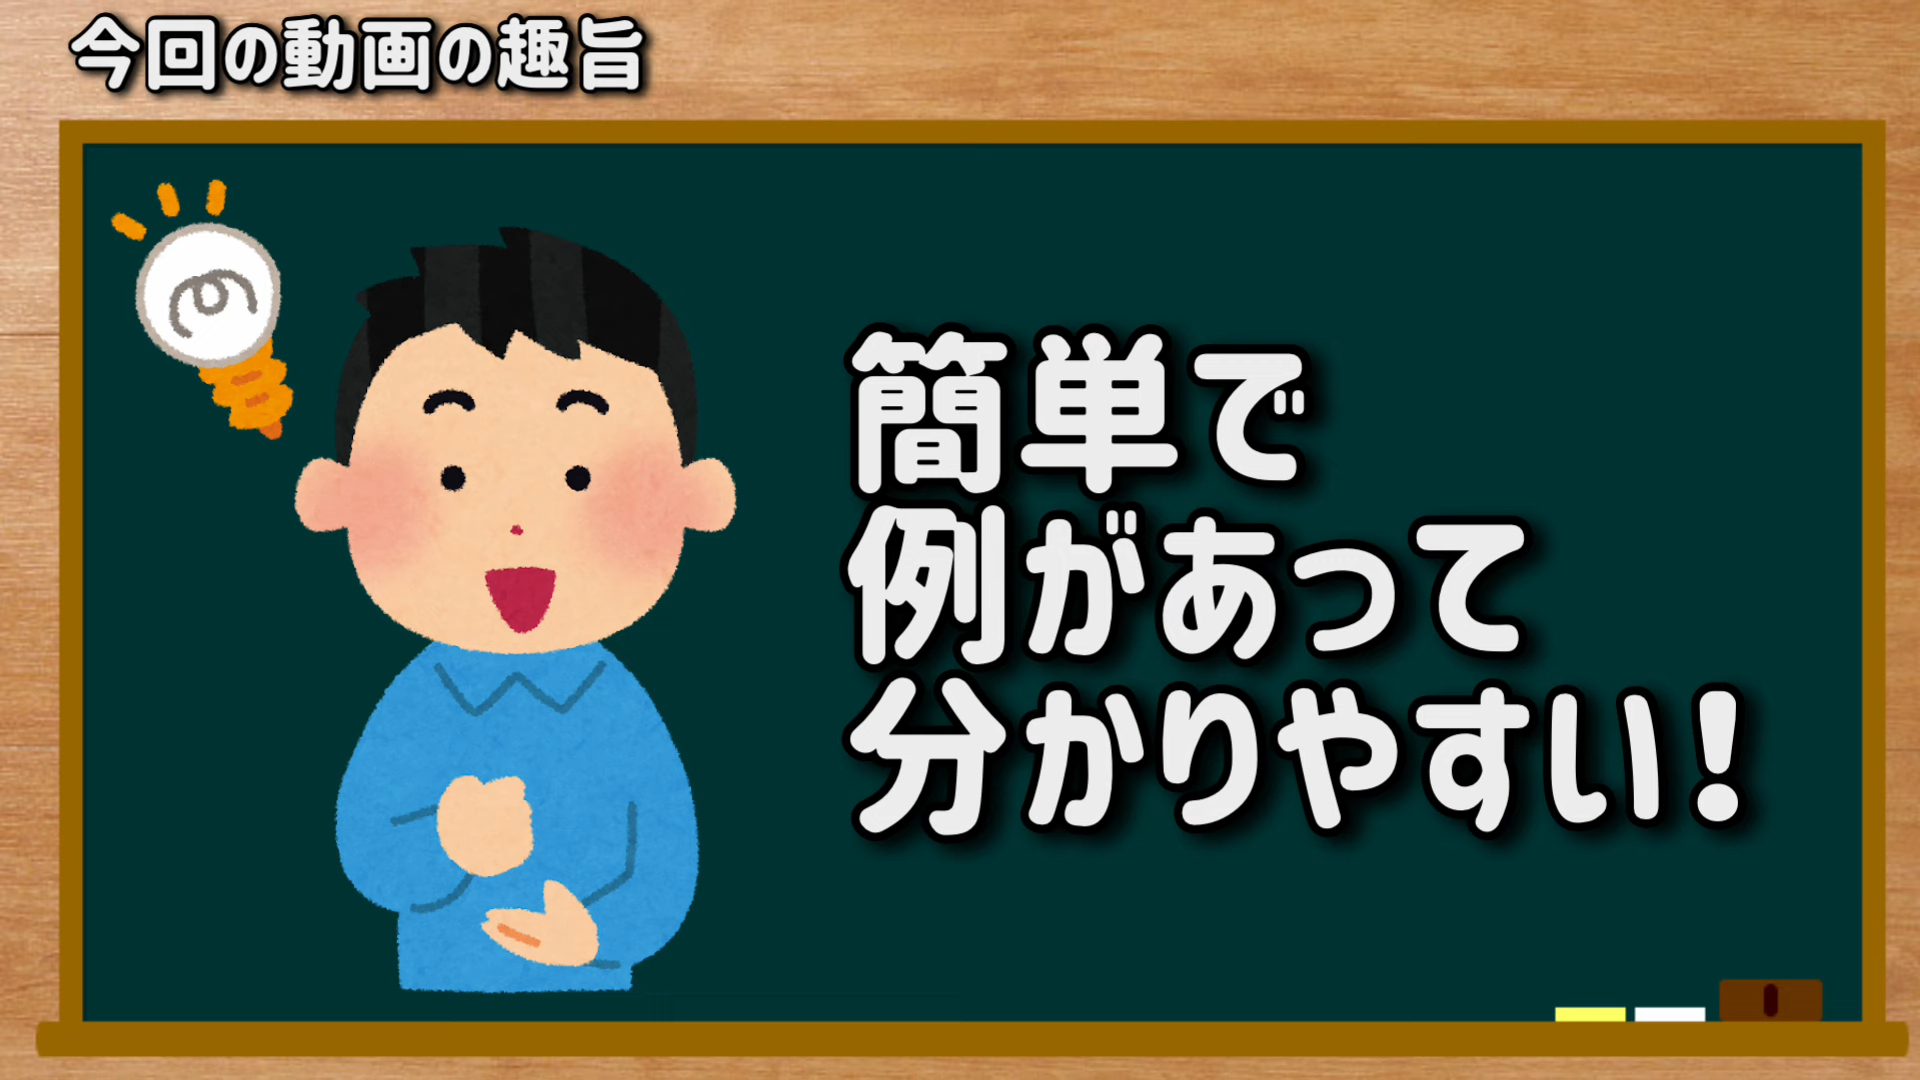 今回の動画の趣旨
簡単で
例があって
分かりやすい！